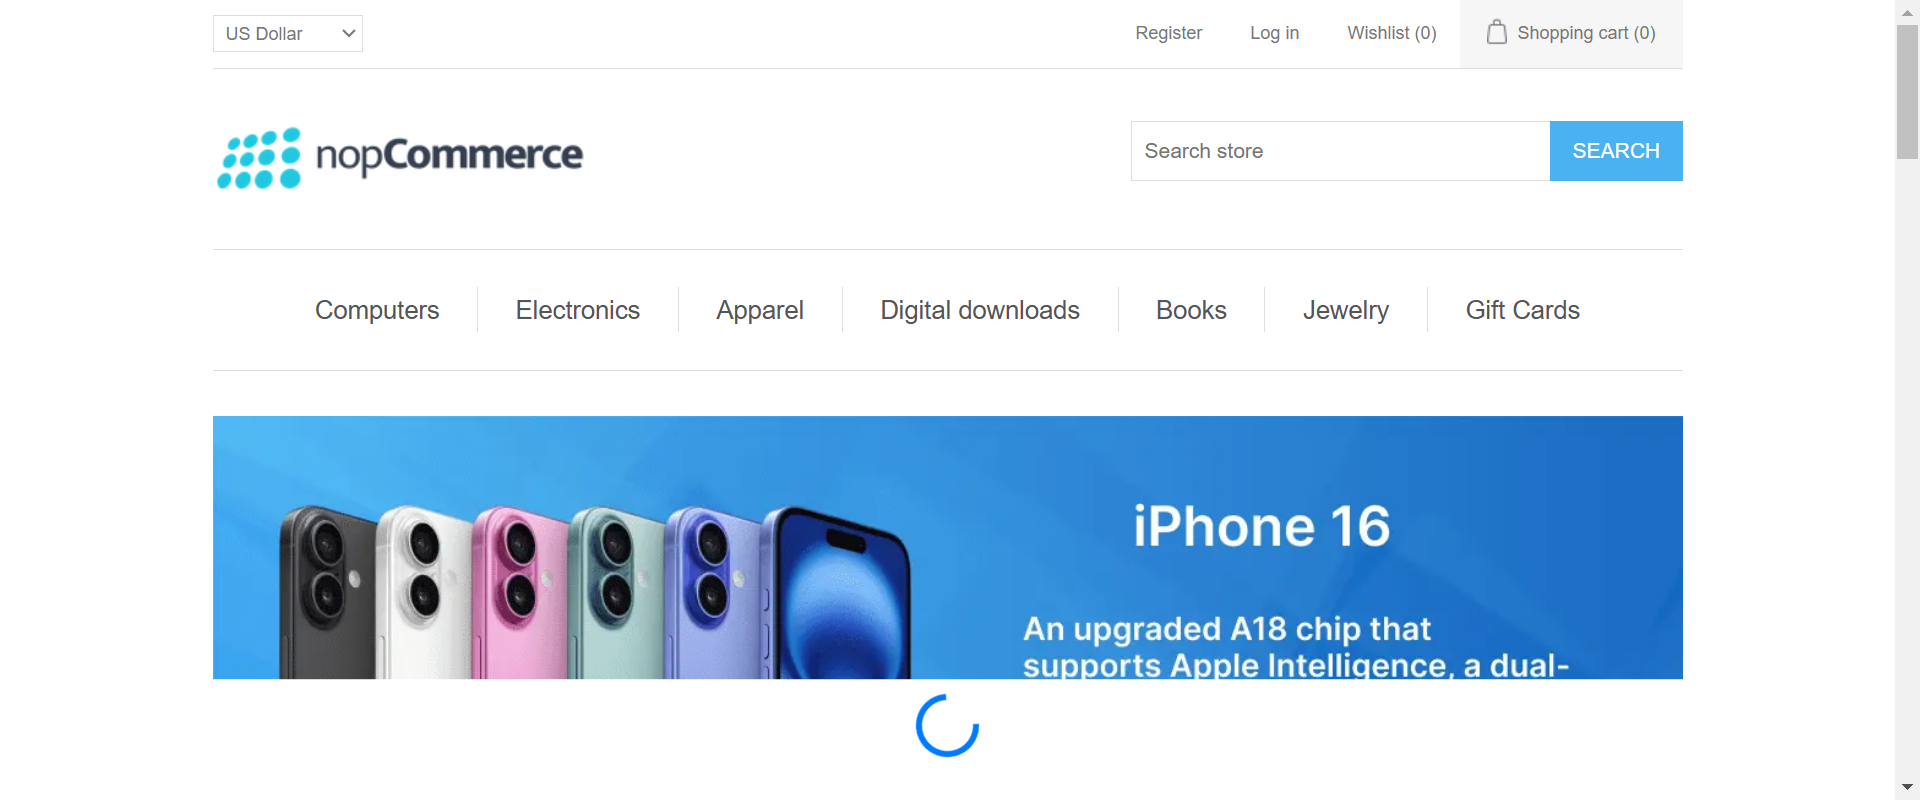 US Dollar
Register
Log in
Wishlist (0)
Shopping cart (0)
nopCommerce
Search store
SEARCH
Computers
Electronics
Apparel
Digital downloads
Books
Jewelry
Gift Cards
iPhone 16
An upgraded A18 chip that
supports Apple Intelligence, a dual-